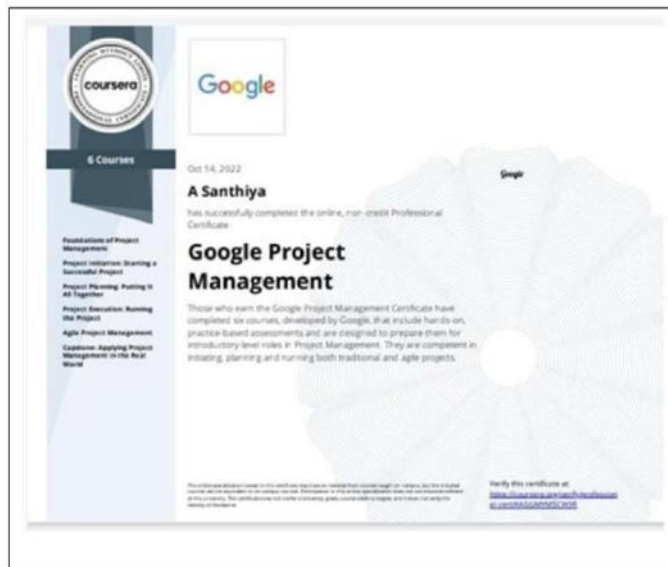 LEARNING WITHOUT LIMITS
coursera
PROFESSIONAL CERTIFICATE
6 Courses
Foundations of Project
Management
Project Initiation: Starting a
Successful Project
Project Planning: Putting It
All Together
Project Execution: Running
the Project
Agile Project Management
Capstone: Applying Project
Management in the Real
World
Google
Oct 14, 2022
A Santhiya
has successfully completed the online, non-credit Professional
Certificate
Google Project
Management
Those who earn the Google Project Management Certificate have
completed six courses, developed by Google, that include hands-on,
practice-based assessments and are designed to prepare them for
introductory-level roles in Project Management. They are competent in
initiating, planning and running both traditional and agile projects.
Google
Verify this certificate at